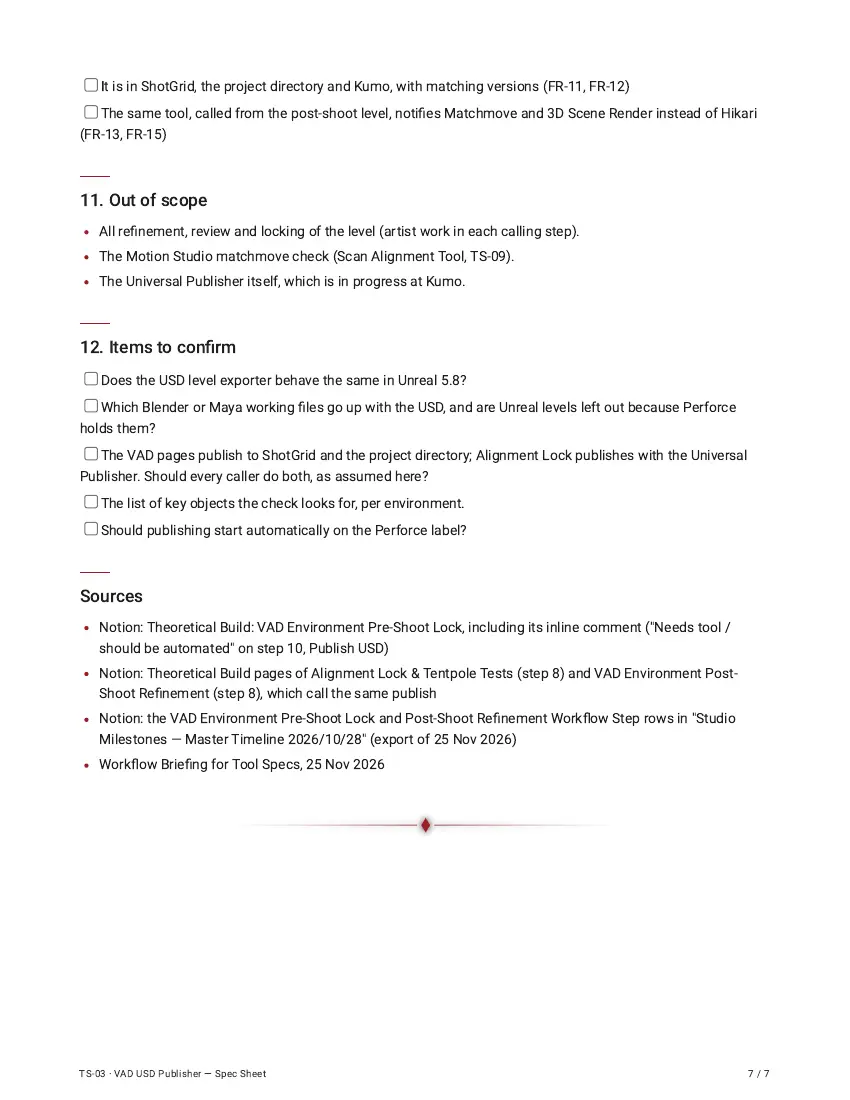 It is in ShotGrid, the project directory and Kumo, with matching versions (FR-11, FR-12)
The same tool, called from the post-shoot level, notifies Matchmove and 3D Scene Render instead of Hikari
(FR-13, FR-15)
11. Out of scope
• All refinement, review and locking of the level (artist work in each calling step).
• The Motion Studio matchmove check (Scan Alignment Tool, TS-09).
• The Universal Publisher itself, which is in progress at Kumo.
12. Items to confirm
Does the USD level exporter behave the same in Unreal 5.8?
Which Blender or Maya working files go up with the USD, and are Unreal levels left out because Perforce
holds them?
The VAD pages publish to ShotGrid and the project directory; Alignment Lock publishes with the Universal
Publisher. Should every caller do both, as assumed here?
The list of key objects the check looks for, per environment.
Should publishing start automatically on the Perforce label?
Sources
• Notion: Theoretical Build: VAD Environment Pre-Shoot Lock, including its inline comment ("Needs tool /
should be automated" on step 10, Publish USD)
• Notion: Theoretical Build pages of Alignment Lock & Tentpole Tests (step 8) and VAD Environment Post-
Shoot Refinement (step 8), which call the same publish
• Notion: the VAD Environment Pre-Shoot Lock and Post-Shoot Refinement Workflow Step rows in "Studio
Milestones — Master Timeline 2026/10/28" (export of 25 Nov 2026)
• Workflow Briefing for Tool Specs, 25 Nov 2026
TS-03 · VAD USD Publisher — Spec Sheet
7 / 7